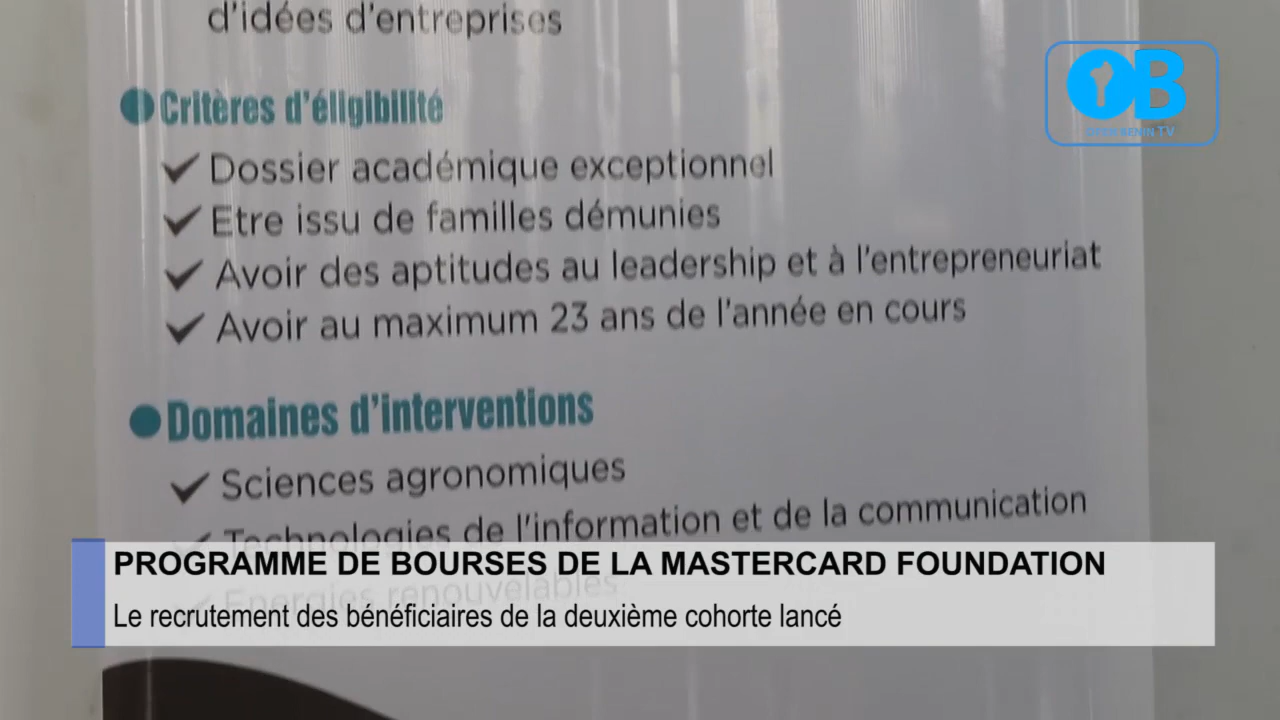 d'idées d'entreprises
Critères d'éligibilité
Dossier académique exceptionnel
Etre issu de familles démunies
Avoir des aptitudes au leadership et à l'entrepreneuriat
Avoir au maximum 23 ans de l'année en cours
Domaines d'interventions
Sciences agronomiques
Technologies de l'information et de la communication
Energies renouvelables
PROGRAMME DE BOURSES DE LA MASTERCARD FOUNDATION
Le recrutement des bénéficiaires de la deuxième cohorte lancé
OB
BENIN TV